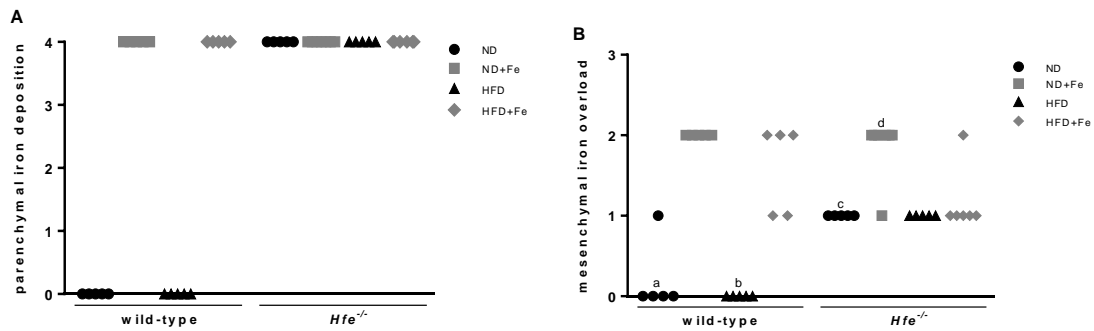 A
parenchymal iron deposition
4
3
2
1
0
wild-type
Hfe-/-
ND
ND+Fe
HFD
HFD+Fe
B
mesenchymal iron overload
3
2
1
0
a
b
c
d
wild-type
Hfe-/-
ND
ND+Fe
HFD
HFD+Fe